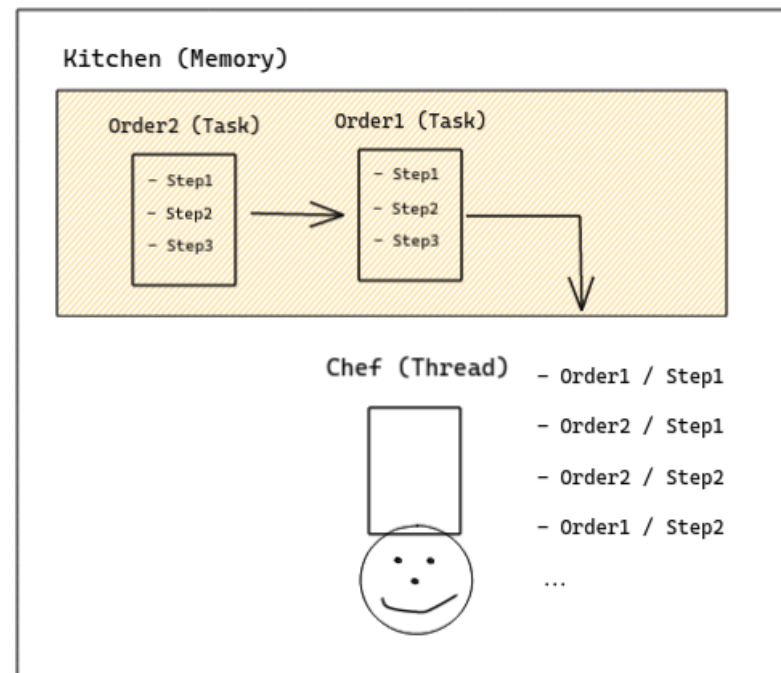 Kitchen (Memory)
Order2 (Task)
- Step1
- Step2
- Step3
Order1 (Task)
- Step1
- Step2
- Step3
Chef (Thread)
- Order1 / Step1
- Order2 / Step1
- Order2 / Step2
- Order1 / Step2
...